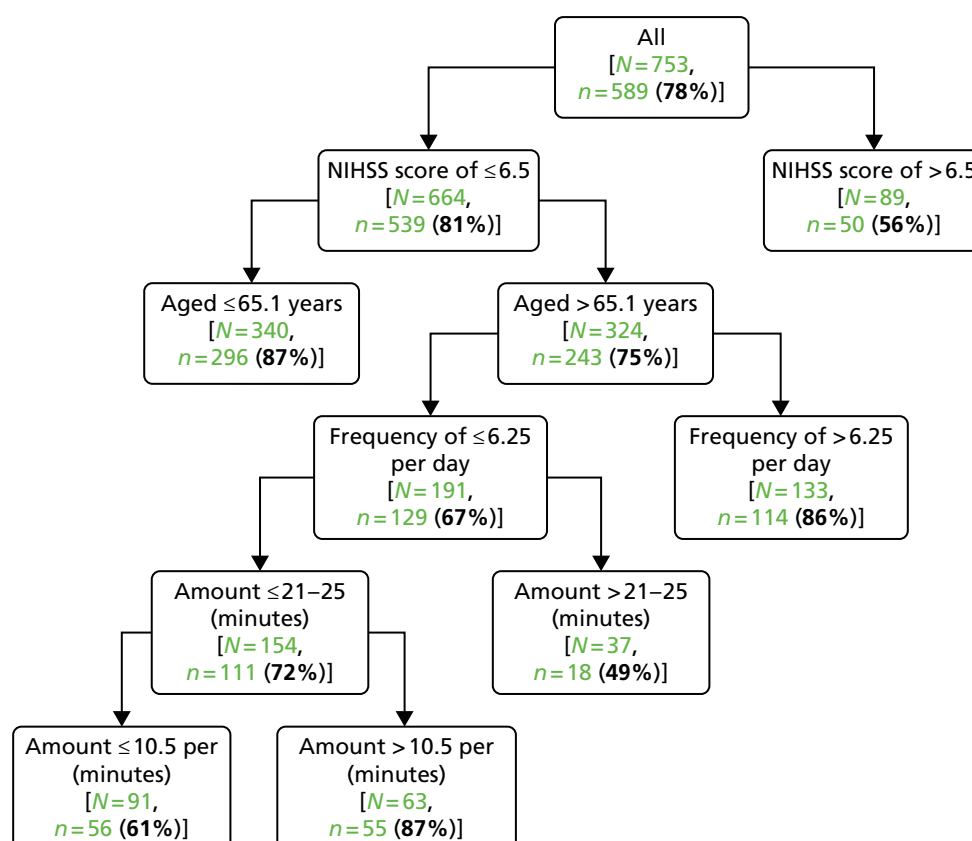 All
[N=753,
n=589 (78%)]
NIHSS score of ≤6.5
[N=664,
n=539 (81%)]
NIHSS score of >6.5
[N=89,
n=50 (56%)]
Aged ≤65.1 years
[N=340,
n=296 (87%)]
Aged >65.1 years
[N=324,
n=243 (75%)]
Frequency of ≤6.25
per day
[N=191,
n=129 (67%)]
Frequency of >6.25
per day
[N=133,
n=114 (86%)]
Amount ≤21–25
(minutes)
[N=154,
n=111 (72%)]
Amount >21–25
(minutes)
[N=37,
n=18 (49%)]
Amount ≤10.5 per
(minutes)
[N=91,
n=56 (61%)]
Amount >10.5 per
(minutes)
[N=63,
n=55 (87%)]